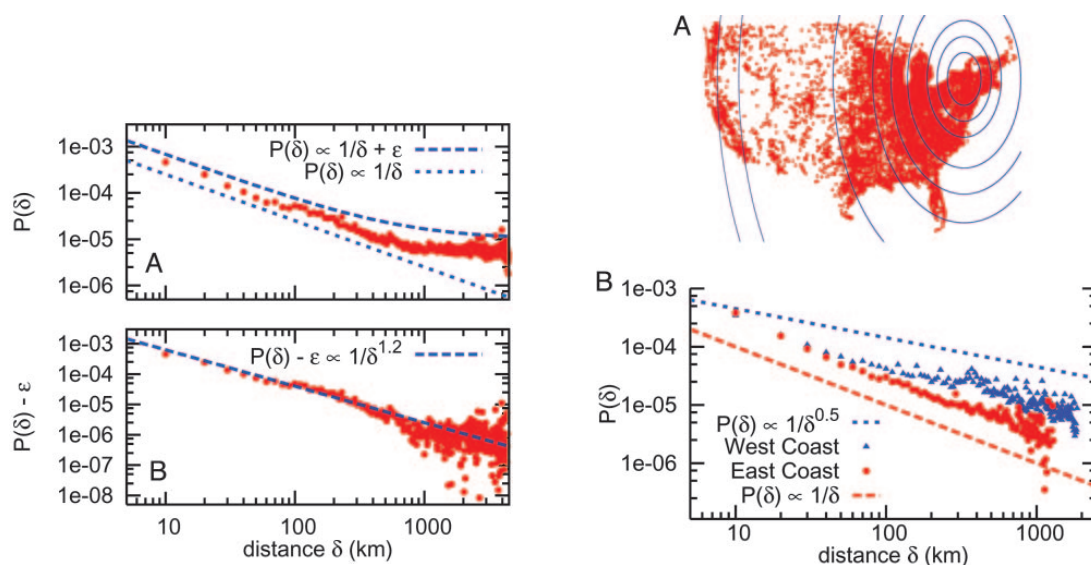 1e-03
1e-04
1e-05
1e-06
P(δ)
P(δ) ∝ 1/δ + ε
P(δ) ∝ 1/δ
A
1e-03
1e-04
1e-05
1e-06
1e-07
1e-08
P(δ) - ε
P(δ) - ε ∝ 1/δ^1.2
B
10 100 1000
distance δ (km)
A
B
1e-03
1e-04
1e-05
1e-06
P(δ)
P(δ) ∝ 1/δ^0.5
West Coast
East Coast
P(δ) ∝ 1/δ
10 100 1000
distance δ (km)